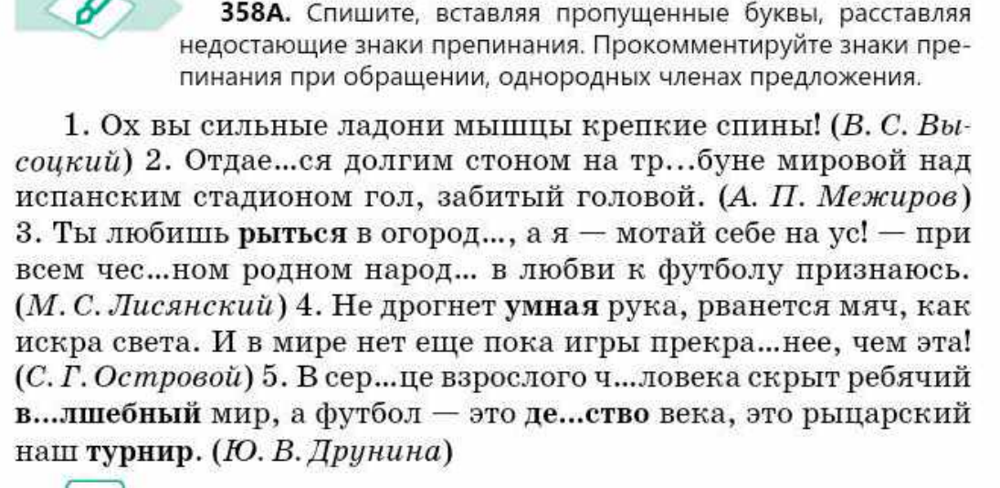 358А. Спишите, вставляя пропущенные буквы, расставляя
недостающие знаки препинания. Прокомментируйте знаки пре-
пинания при обращении, однородных членах предложения.
1. Ох вы сильные ладони мышцы крепкие спины! (В. С. Вы-
соцкий) 2. Отдае...ся долгим стоном на тр...буне мировой над
испанским стадионом гол, забитый головой. (А. П. Межиров)
3. Ты любишь рыться в огород..., а я — мотай себе на ус! — при
всем чес...ном родном народ... в любви к футболу признаюсь.
(М. С. Лисянский) 4. Не дрогнет умная рука, рванется мяч, как
искра света. И в мире нет еще пока игры прекра...нее, чем эта!
(С. Г. Островой) 5. В сер...це взрослого ч...ловека скрыт ребячий
в...лшебный мир, а футбол — это де...ство века, это рыцарский
наш турнир. (Ю. В. Друнина)